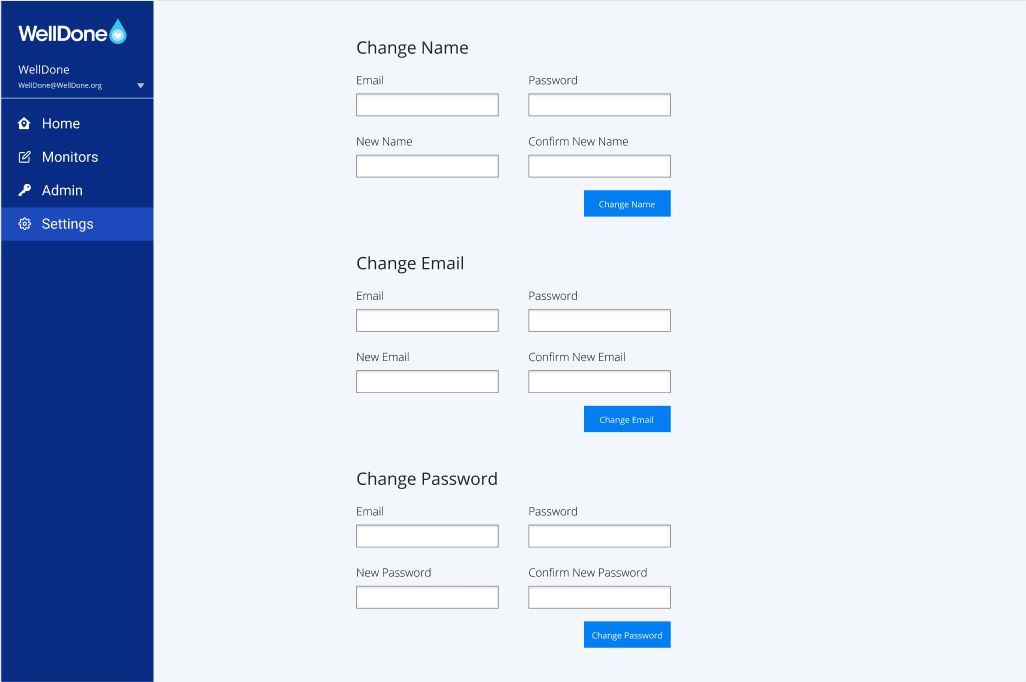 WellDone
WellDone
WellDone@WellDone.org
Home
Monitors
Admin
Settings
Change Name
Email Password
New Name Confirm New Name
Change Name
Change Email
Email Password
New Email Confirm New Email
Change Email
Change Password
Email Password
New Password Confirm New Password
Change Password